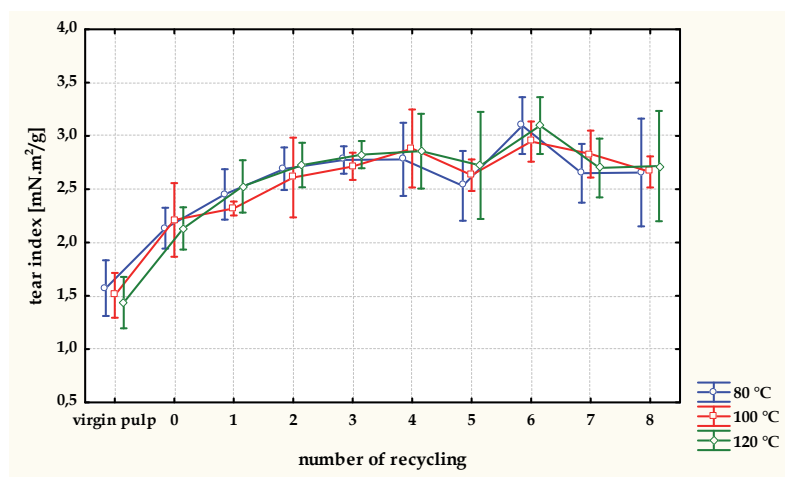 4,0
3,5
3,0
2,5
2,0
1,5
1,0
0,5
tear index [mN.m²/g]
virgin pulp 0 1 2 3 4 5 6 7 8
number of recycling
80 °C
100 °C
120 °C